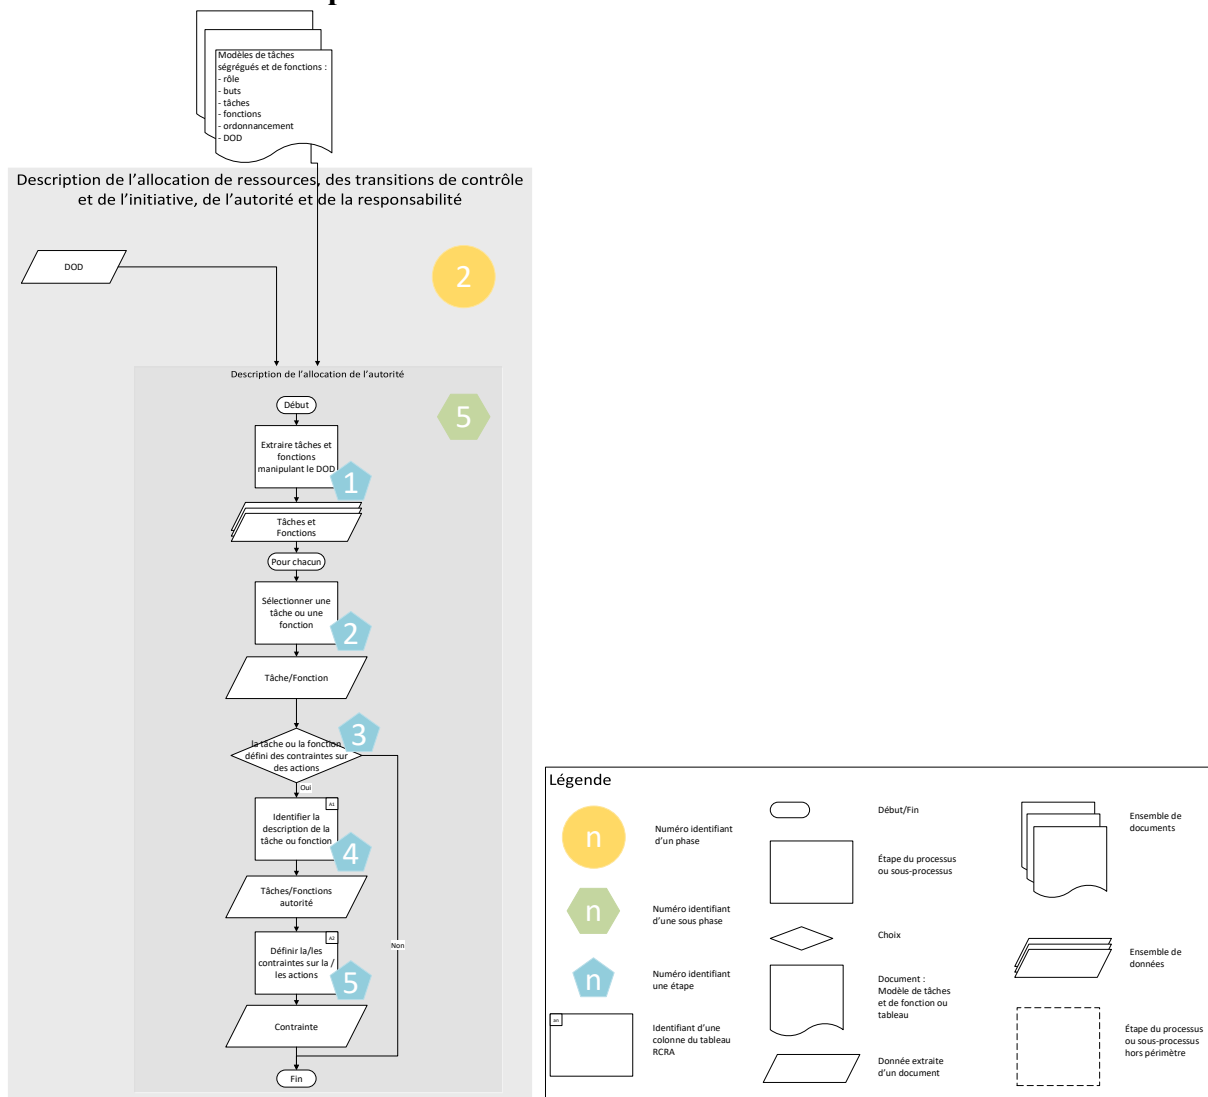 Modèles de tâches
ségrégués et de fonctions :
- rôle
- buts
- tâches
- fonctions
- ordonnancement
- DOD
Description de l'allocation de ressources, des transitions de contrôle
et de l'initiative, de l'autorité et de la responsabilité
DOD
2
Description de l'allocation de l'autorité
Début
5
Extraire tâches et
fonctions
manipulant le DOD
1
Tâches et
Fonctions
Pour chacun
Sélectionner une
tâche ou une
fonction
2
Tâche/Fonction
3
la tâche ou la fonction
défini des contraintes sur
des actions
Oui
A1
Identifier la
description de la
tâche ou fonction
4
Tâches/Fonctions
autorité
Non
A2
Définir la/les
contraintes sur la /
les actions
5
Contrainte
Fin
Légende
n
Numéro identifiant
d'un phase
n
Numéro identifiant
d'une sous phase
n
Numéro identifiant
une étape
an
Identifiant d'une
colonne du tableau
RCRA
Début/Fin
Étape du processus
ou sous-processus
Choix
Document :
Modèle de tâches
et de fonction ou
tableau
Donnée extraite
d'un document
Ensemble de
documents
Ensemble de
données
Étape du processus
ou sous-processus
hors périmètre